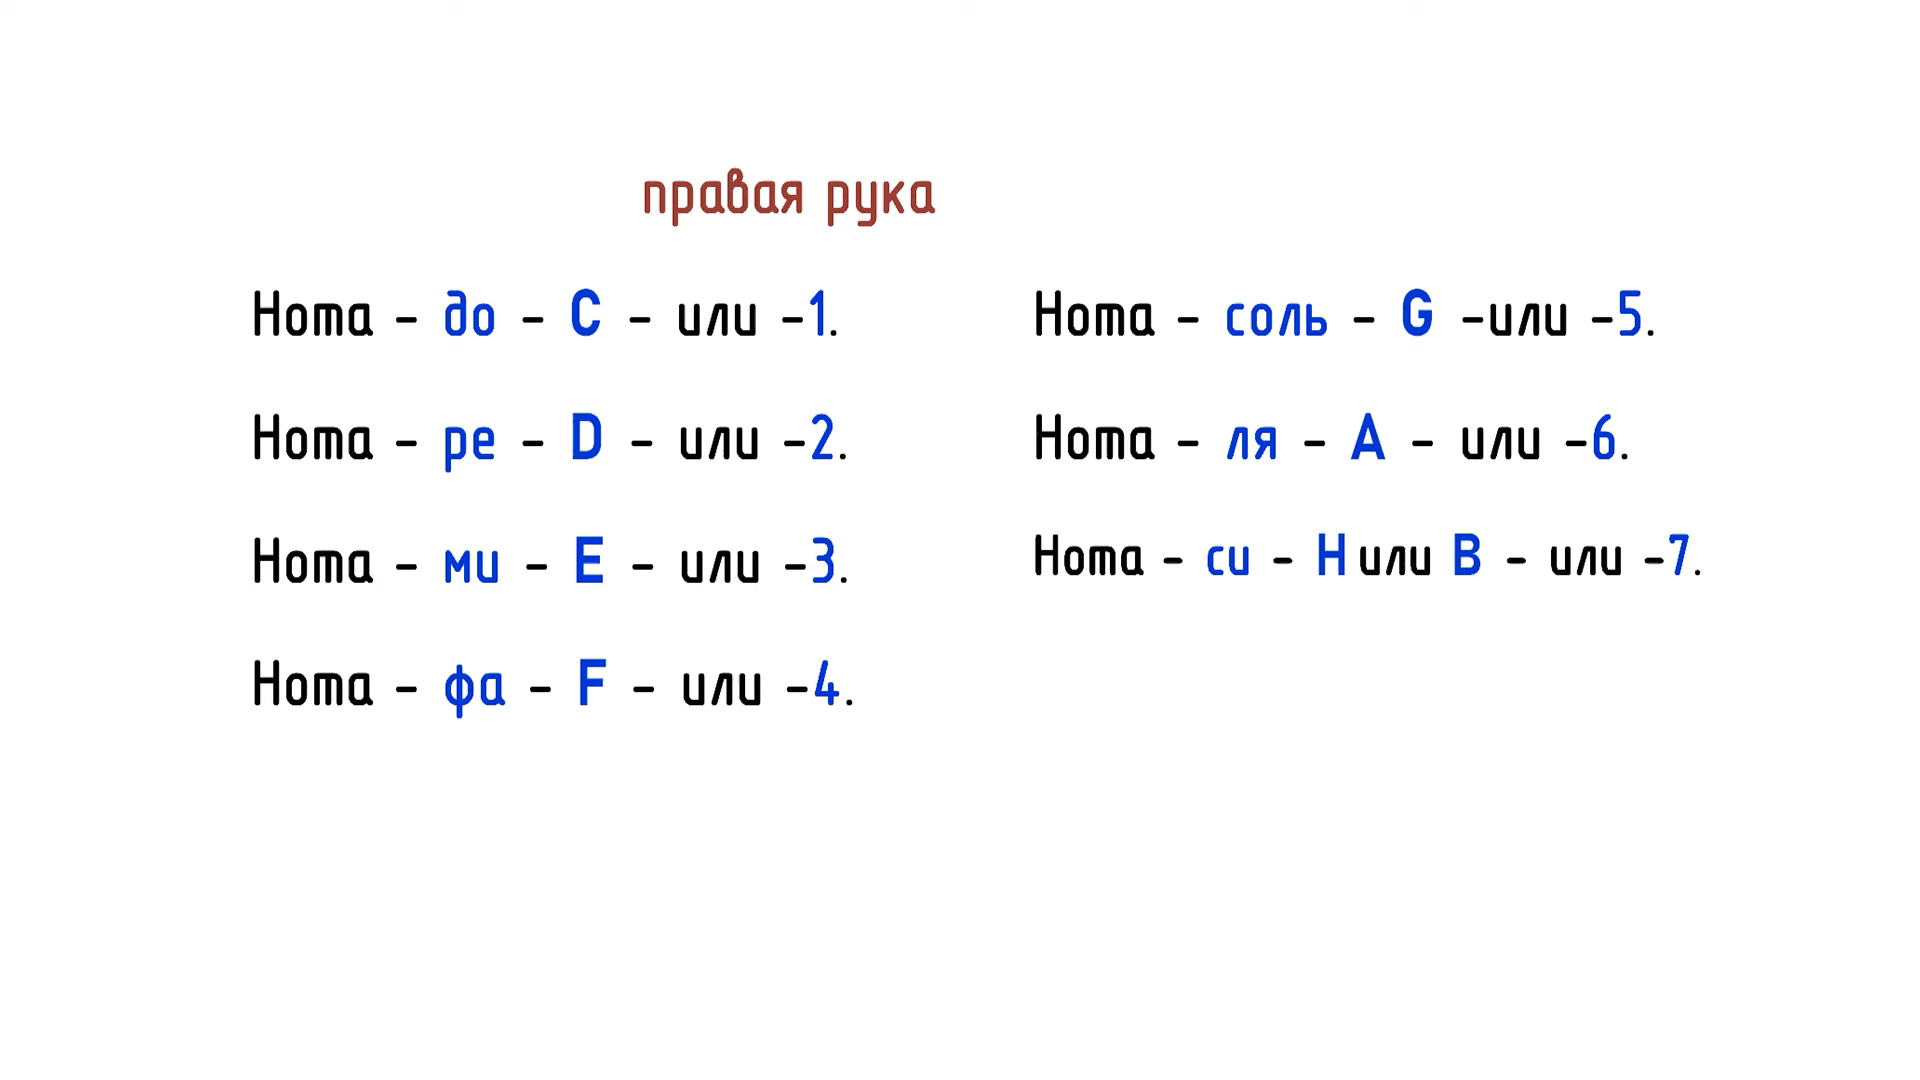 правая рука
Нота - до - C - или -1.
Нота - ре - D - или -2.
Нота - ми - E - или -3.
Нота - фа - F - или -4.
Нота - соль - G -или -5.
Нота - ля - A - или -6.
Нота - си - H или B - или -7.